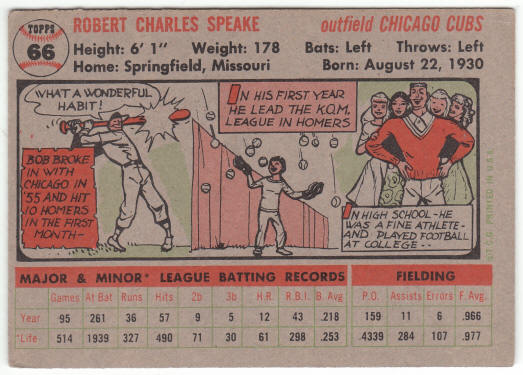 TOPPS
66
ROBERT CHARLES SPEAKE
outfield CHICAGO CUBS
Height: 6' 1" Weight: 178 Bats: Left Throws: Left
Home: Springfield, Missouri Born: August 22, 1930
WHAT A WONDERFUL
HABIT!
BOB BROKE
IN WITH
CHICAGO IN
'55 AND HIT
10 HOMERS
IN THE FIRST
MONTH—
IN HIS FIRST YEAR
HE LEAD THE K.O.M.
LEAGUE IN HOMERS
IN HIGH SCHOOL—HE
WAS A FINE ATHLETE-
AND PLAYED FOOTBALL
AT COLLEGE --
MAJOR & MINOR* LEAGUE BATTING RECORDS
FIELDING
Games At Bat Runs Hits 2b 3b H.R. R.B.I. B. Avg P.O. Assists Errors F. Avg.
Year 95 261 36 57 9 5 12 43 .218 159 11 6 .966
*Life 514 1939 327 490 71 30 61 298 .253 .4339 284 107 .977